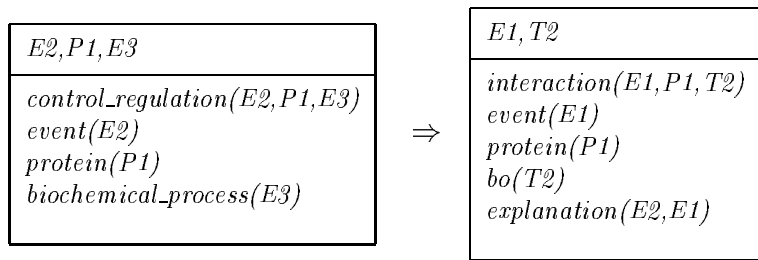 E2,P1,E3
control_regulation(E2,P1,E3)
event(E2)
protein(P1)
biochemical_process(E3)
⇒
E1,T2
interaction(E1,P1,T2)
event(E1)
protein(P1)
bo(T2)
explanation(E2,E1)